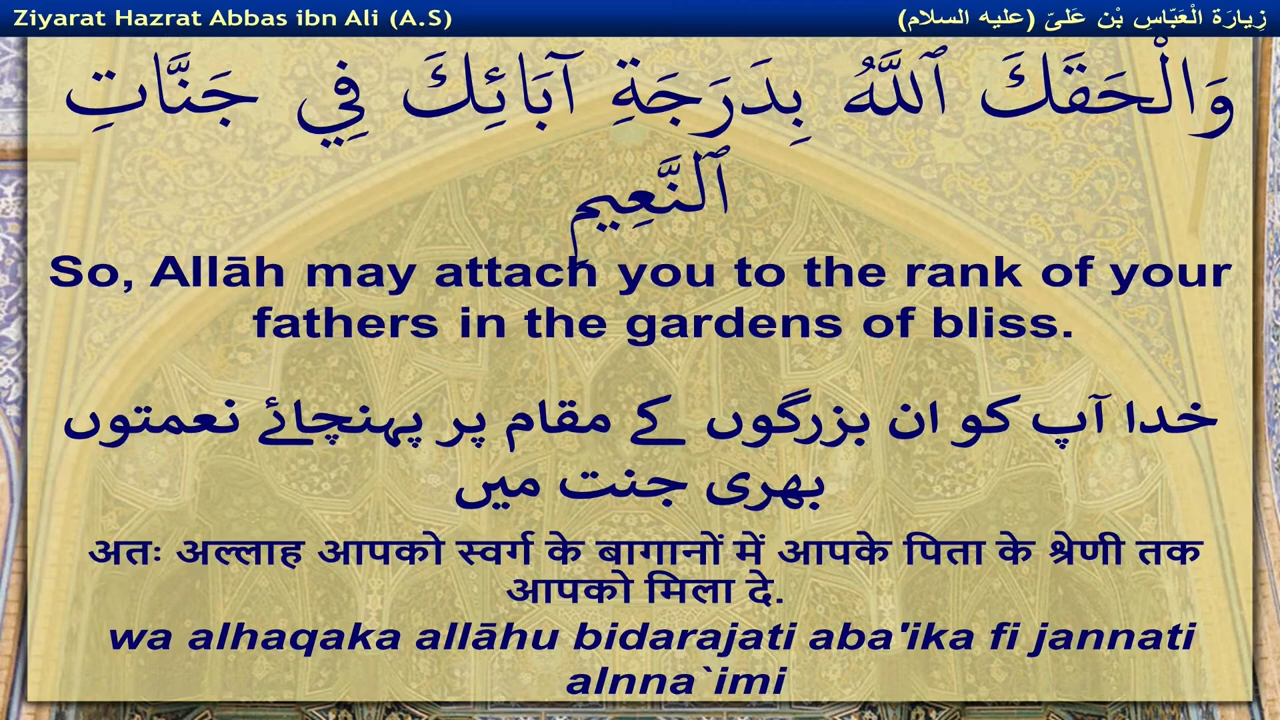 Ziyarat Hazrat Abbas ibn Ali (A.S)
زِيارَة الْعَبّاسِ بْن عَلىّ (عليه السلام)
وَالْحَقَكَ ٱللَّهُ بِدَرَجَةِ آبَائِكَ فِي جَنَّاتِ
ٱلنَّعِيمِ
So, Allāh may attach you to the rank of your
fathers in the gardens of bliss.
خدا آپ کو ان بزرگوں کے مقام پر پہنچائے نعمتوں
بھری جنت میں
अतः अल्लाह आपको स्वर्ग के बागानों में आपके पिता के श्रेणी तक
आपको मिला दे.
wa alhaqaka allāhu bidarajati aba'ika fi jannati
alnna`imi